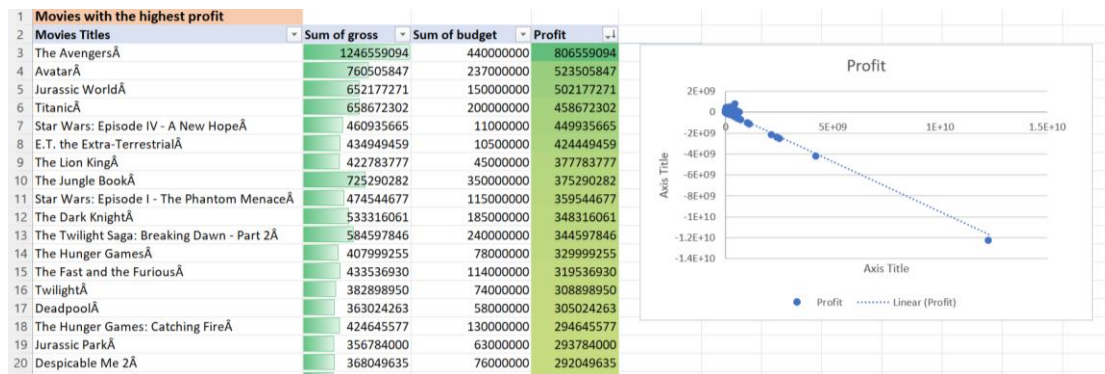 1 Movies with the highest profit
2 Movies Titles Sum of gross Sum of budget Profit
3 The AvengersÂ 1246559094 440000000 806559094
4 AvatarÂ 760505847 237000000 523505847
5 Jurassic WorldÂ 652177271 150000000 502177271
6 TitanicÂ 658672302 200000000 458672302
7 Star Wars: Episode IV - A New HopeÂ 460935665 11000000 449935665
8 E.T. the Extra-TerrestrialÂ 434949459 10500000 424449459
9 The Lion KingÂ 422783777 45000000 377783777
10 The Jungle BookÂ 725290282 350000000 375290282
11 Star Wars: Episode I - The Phantom MenaceÂ 474544677 115000000 359544677
12 The Dark KnightÂ 533316061 185000000 348316061
13 The Twilight Saga: Breaking Dawn - Part 2Â 584597846 240000000 344597846
14 The Hunger GamesÂ 407999255 78000000 329999255
15 The Fast and the FuriousÂ 433536930 114000000 319536930
16 TwilightÂ 382898950 74000000 308898950
17 DeadpoolÂ 363024263 58000000 305024263
18 The Hunger Games: Catching FireÂ 424645577 130000000 294645577
19 Jurassic ParkÂ 356784000 63000000 293784000
20 Despicable Me 2Â 368049635 76000000 292049635
Profit
2E+09
0
0 5E+09 1E+10 1.5E+10
-2E+09
-4E+09
-6E+09
-8E+09
-1E+10
-1.2E+10
-1.4E+10
Axis Title
Axis Title
Profit Linear (Profit)